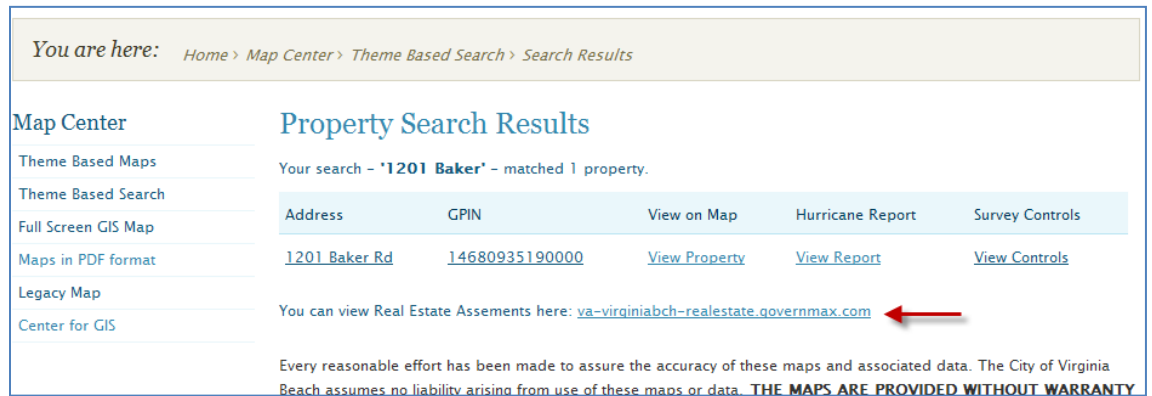 You are here: Home > Map Center > Theme Based Search > Search Results
Map Center
Theme Based Maps
Theme Based Search
Full Screen GIS Map
Maps in PDF format
Legacy Map
Center for GIS
Property Search Results
Your search – "1201 Baker" – matched 1 property.
Address GPIN View on Map Hurricane Report Survey Controls
1201 Baker Rd 14680935190000 View Property View Report View Controls
You can view Real Estate Assements here: va-virginiabch-realestate.governmax.com
Every reasonable effort has been made to assure the accuracy of these maps and associated data. The City of Virginia
Beach assumes no liability arising from use of these maps or data. THE MAPS ARE PROVIDED WITHOUT WARRANTY